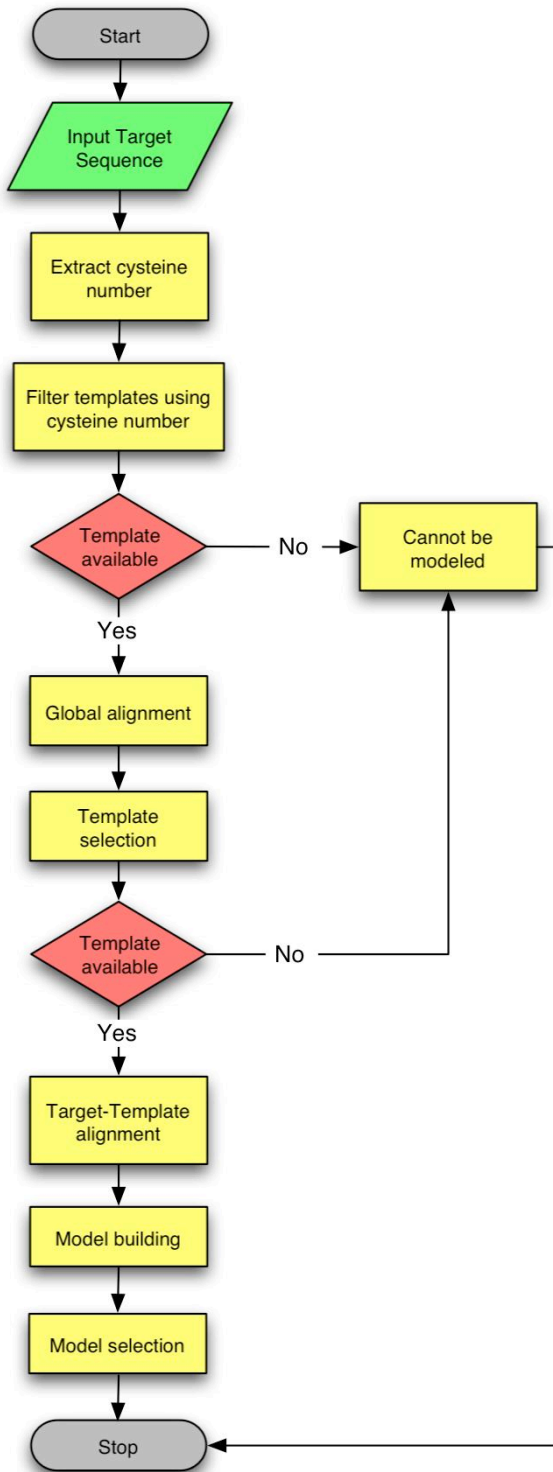 Start
Input Target
Sequence
Extract cysteine
number
Filter templates using
cysteine number
Template
available
No
Cannot be
modeled
Yes
Global alignment
Template
selection
Template
available
No
Yes
Target-Template
alignment
Model building
Model selection
Stop